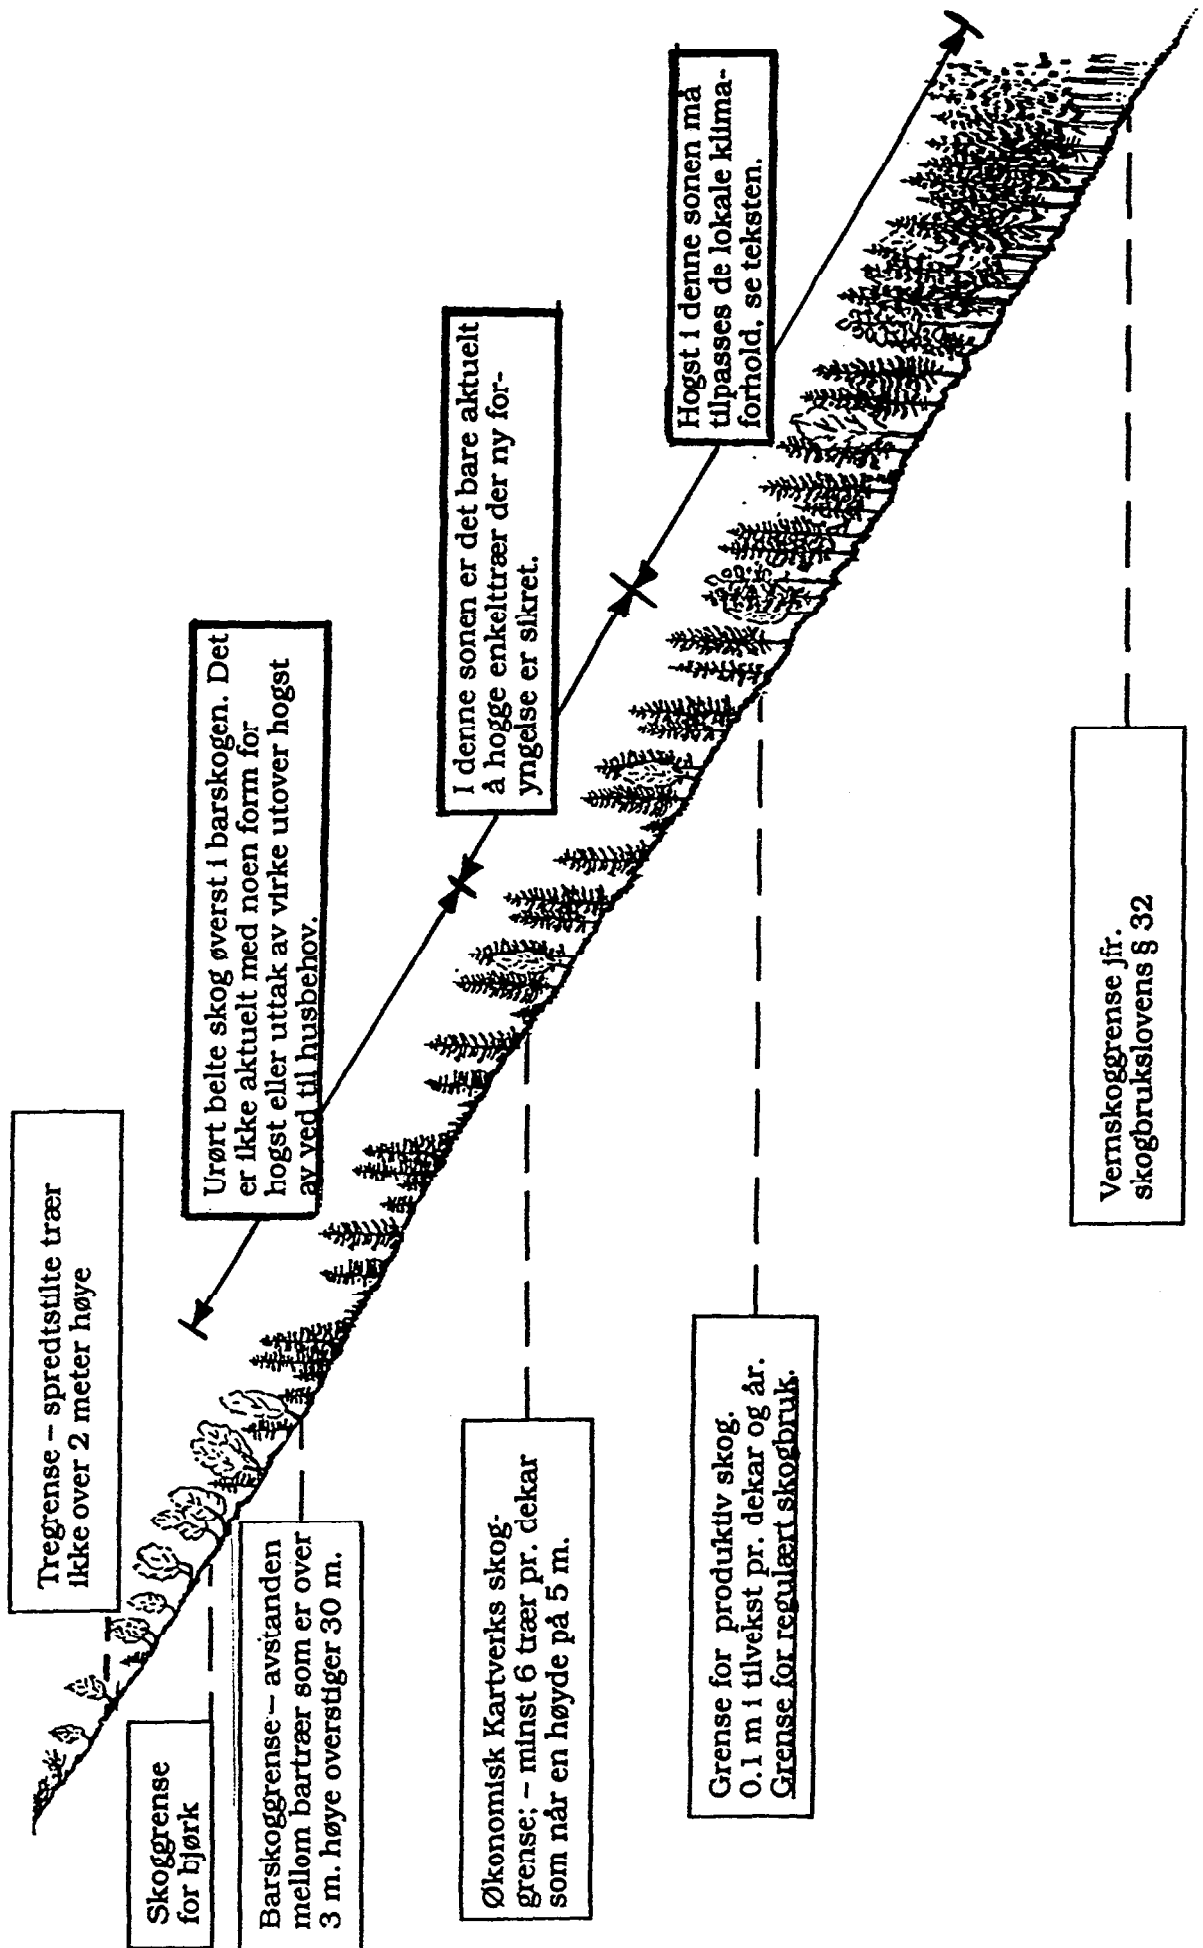 Tregrense – spredtstilte trær
ikke over 2 meter høye
Skoggrense
for bjørk
Urørt belte skog øverst i barskogen. Det
er ikke aktuelt med noen form for
hogst eller uttak av virke utover hogst
av ved til husbehov.
Barskoggrense – avstanden
mellom bartrær som er over
3 m. høye overstiger 30 m.
I denne sonen er det bare aktuelt
å hogge enkelttrær der ny for-
yngelse er sikret.
Økonomisk Kartverks skog-
grense; – minst 6 trær pr. dekar
som når en høyde på 5 m.
Hogst i denne sonen må
tilpasses de lokale klima-
forhold, se teksten.
Grense for produktiv skog.
0.1 m i tilvekst pr. dekar og år.
Grense for regulært skogbruk.
Vernskoggrense jfr.
skogbrukslovens § 32